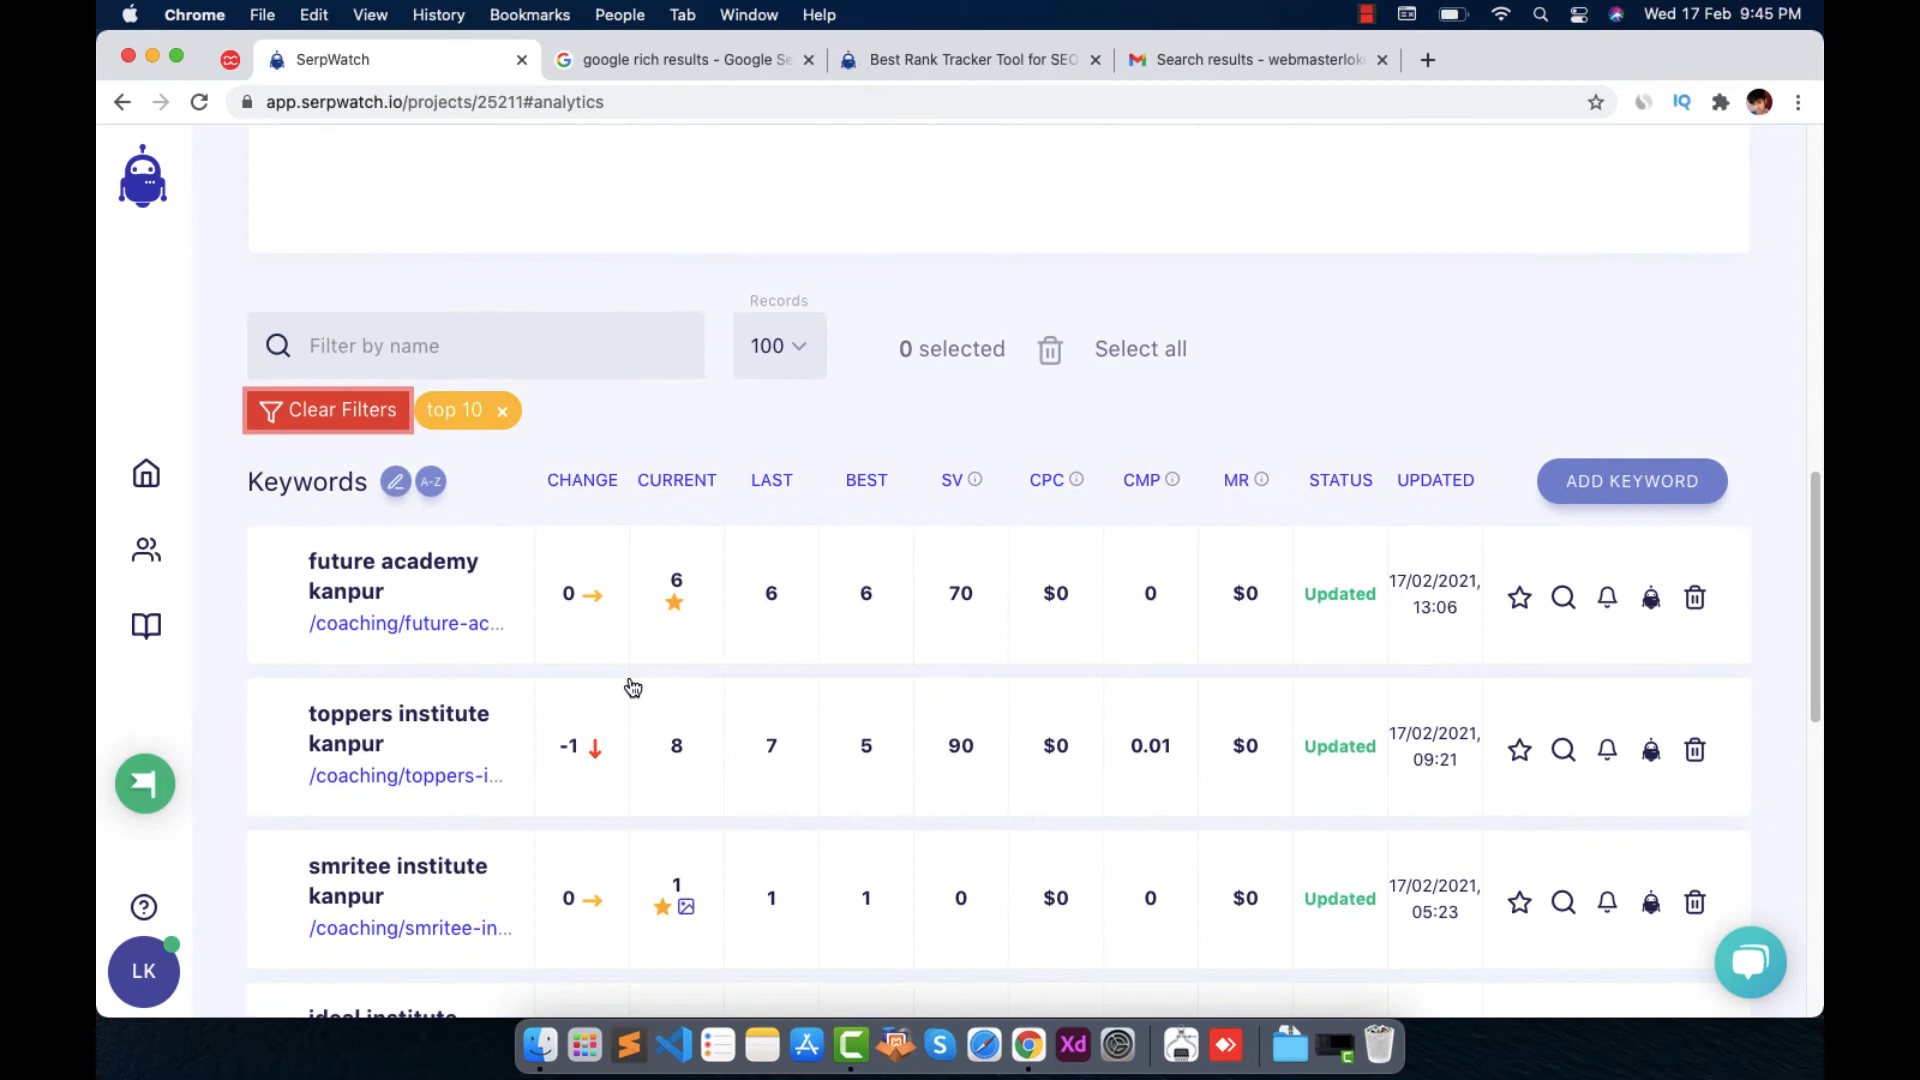 Chrome File Edit View History Bookmarks People Tab Window Help Wed 17 Feb 9:45 PM
SerpWatch google rich results - Google Se Best Rank Tracker Tool for SEO Search results - webmasterlok
app.serpwatch.io/projects/25211#analytics IQ
Records
Filter by name 100 0 selected Select all
Clear Filters top 10 ×
Keywords A-Z CHANGE CURRENT LAST BEST SV CPC CMP MR STATUS UPDATED ADD KEYWORD
future academy
kanpur
/coaching/future-ac...
0 6 6 6 70 $0 0 $0 Updated 17/02/2021,
13:06
toppers institute
kanpur
/coaching/toppers-i...
-1 8 7 5 90 $0 0.01 $0 Updated 17/02/2021,
09:21
smritee institute
kanpur
/coaching/smritee-in...
0 1 1 1 0 $0 0 $0 Updated 17/02/2021,
05:23
ideal institute
LK
S Xd